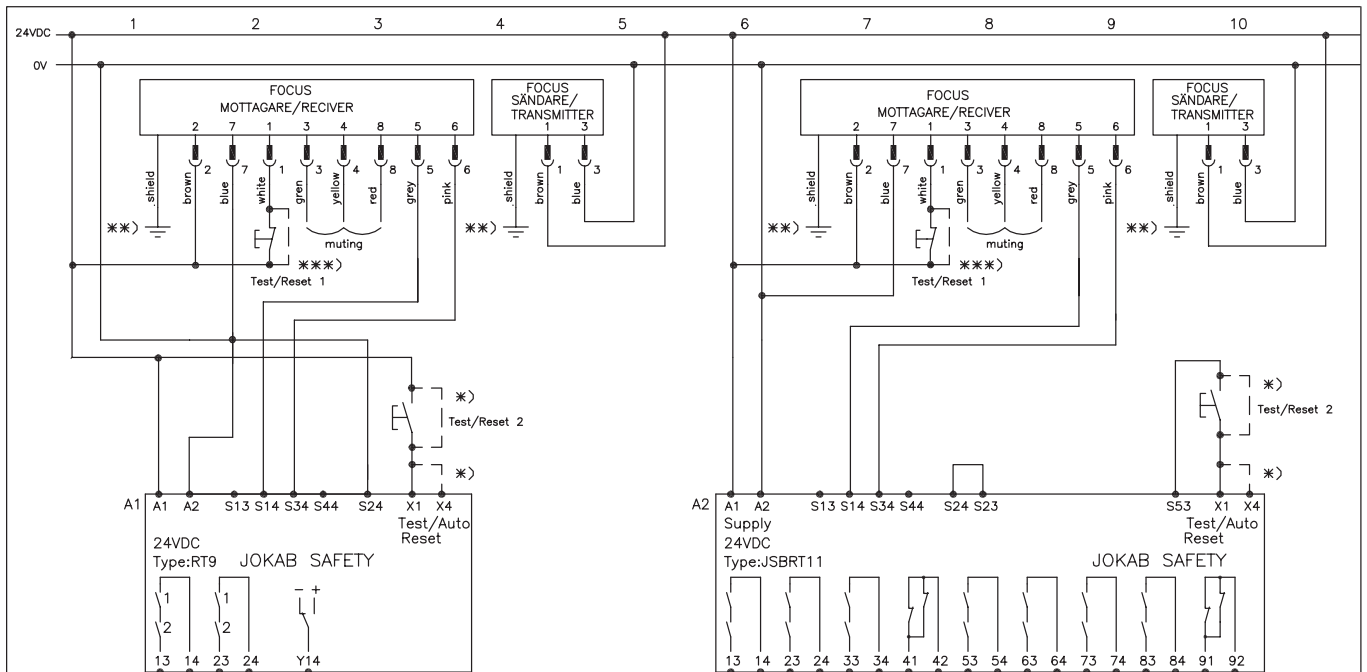 1 2 3 4 5 6 7 8 9 10
24VDC
0V
FOCUS
MOTTAGARE/RECIVER
2 7 1 3 4 8 5 6
2 7 1 3 4 8 5 6
shield brown blue white gren yellow red grey pink
FOCUS
SÄNDARE/
TRANSMITTER
1 3
1 3
shield brown blue
**) **)
muting
***)
Test/Reset 1
FOCUS
MOTTAGARE/RECIVER
2 7 1 3 4 8 5 6
2 7 1 3 4 8 5 6
shield brown blue white gren yellow red grey pink
FOCUS
SÄNDARE/
TRANSMITTER
1 3
1 3
shield brown blue
**) **)
muting
***)
Test/Reset 1
*)
Test/Reset 2
*)
*)
Test/Reset 2
*)
A1
A1 A2 S13 S14 S34 S44 S24 X1 X4
Test/Auto
Reset
24VDC
Type:RT9 JOKAB SAFETY
1 1 - +
2 2
13 14 23 24 Y14
A2
A1 A2 S13 S14 S34 S44 S24 S23 S53 X1 X4
Supply Test/Auto
Reset
24VDC
Type:JSBRT11 JOKAB SAFETY
13 14 23 24 33 34 41 42 53 54 63 64 73 74 83 84 91 92